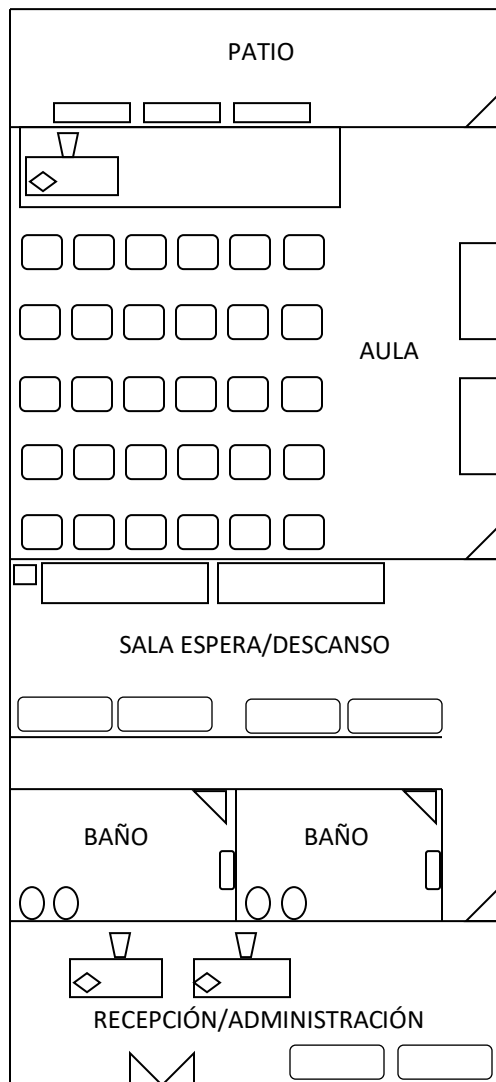 PATIO
AULA
SALA ESPERA/DESCANSO
BAÑO
BAÑO
RECEPCIÓN/ADMINISTRACIÓN